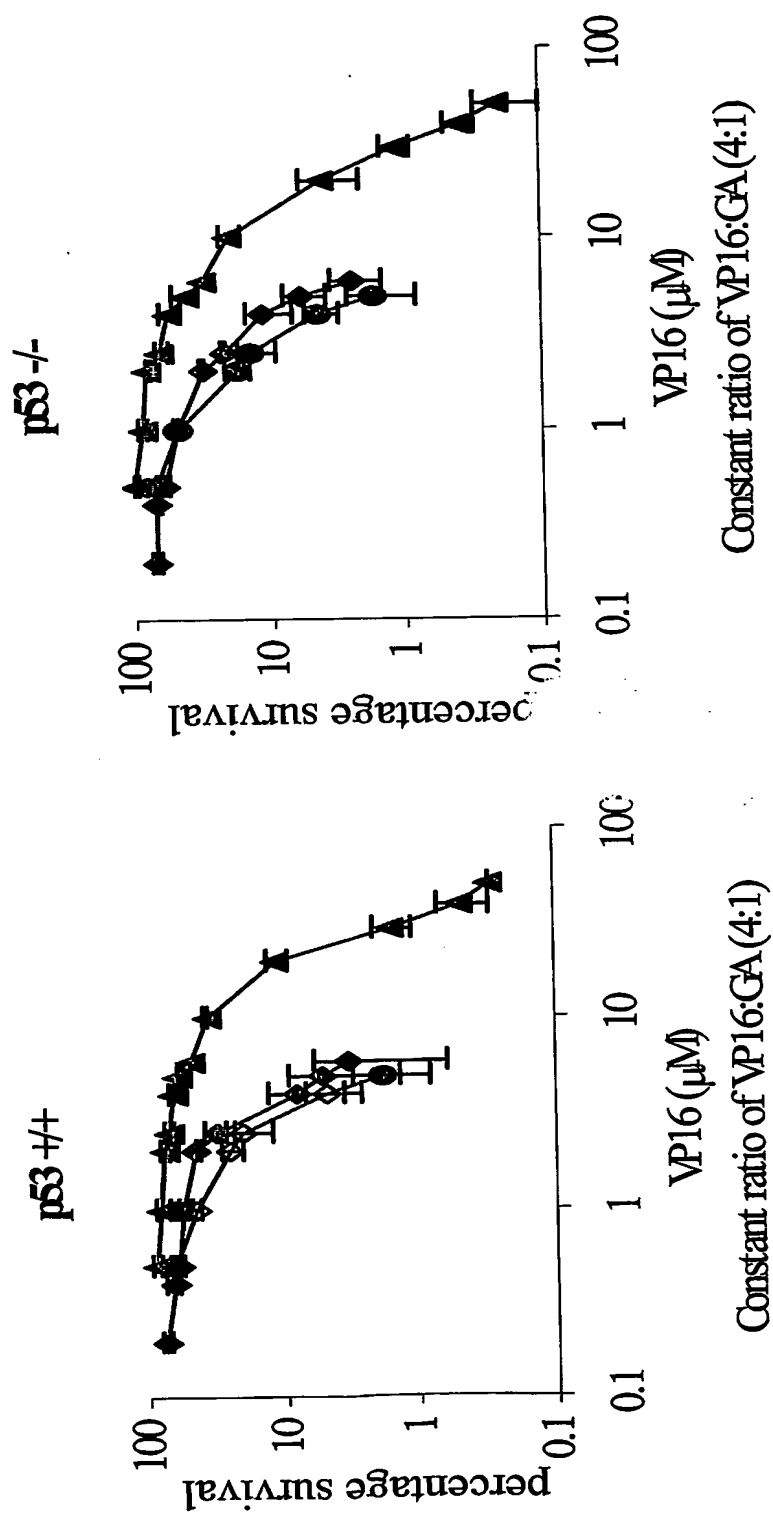 p53 +/+
percentage survival
100
10
1
0.1
0.1
1
10
100
VP16 (μM)
Constant ratio of VP16:GA (4:1)
p53 -/-
percentage survival
100
10
1
0.1
0.1
1
10
100
VP16 (μM)
Constant ratio of VP16:GA (4:1)